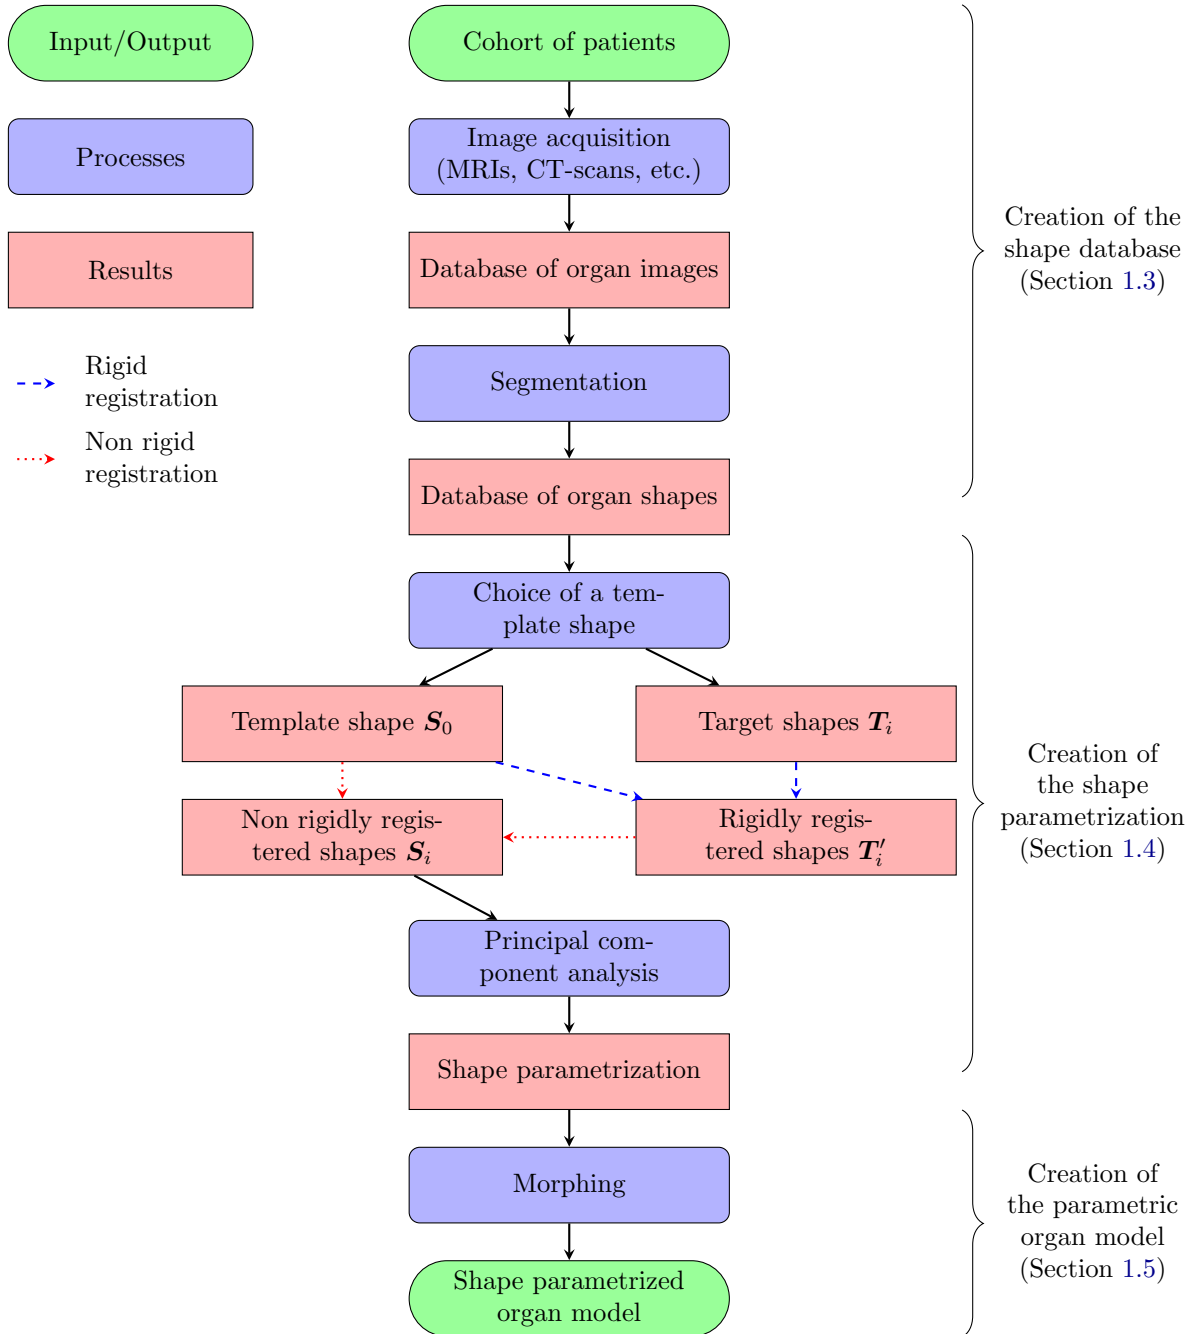 Input/Output
Processes
Results
Rigid
registration
Non rigid
registration
Cohort of patients
Image acquisition
(MRIs, CT-scans, etc.)
Database of organ images
Segmentation
Database of organ shapes
Choice of a tem-
plate shape
Template shape S₀
Target shapes Tᵢ
Non rigidly regis-
tered shapes Sᵢ
Rigidly regis-
tered shapes T′ᵢ
Principal com-
ponent analysis
Shape parametrization
Morphing
Shape parametrized
organ model
Creation of the
shape database
(Section 1.3)
Creation of
the shape
parametrization
(Section 1.4)
Creation of
the parametric
organ model
(Section 1.5)